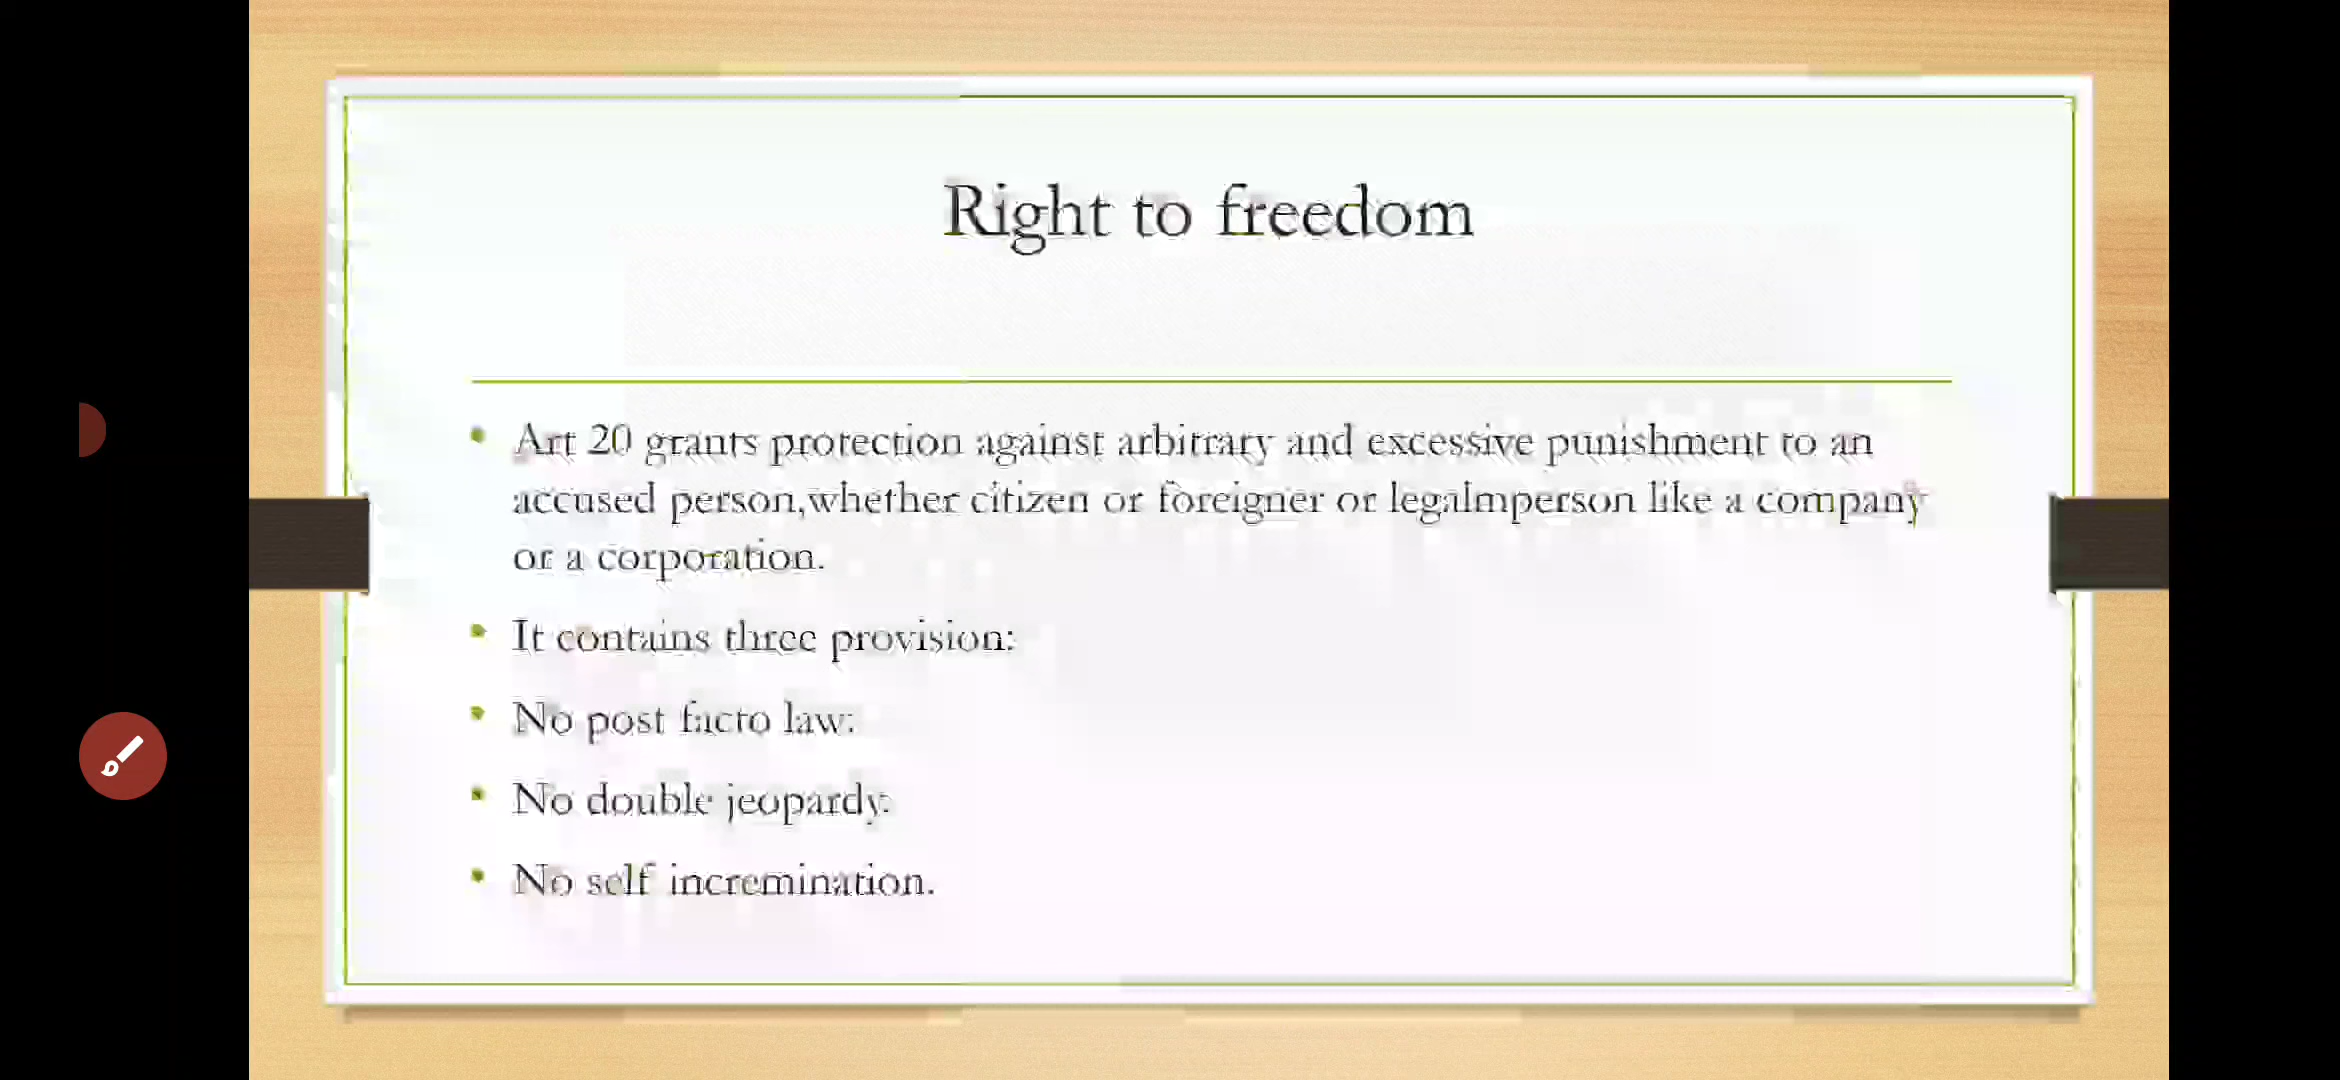 Right to freedom
• Art 20 grants protection against arbitrary and excessive punishment to an
accused person,whether citizen or foreigner or legalmperson like a company
or a corporation.
• It contains three provision:
• No post facto law:
• No double jeopardy:
• No self incremination.